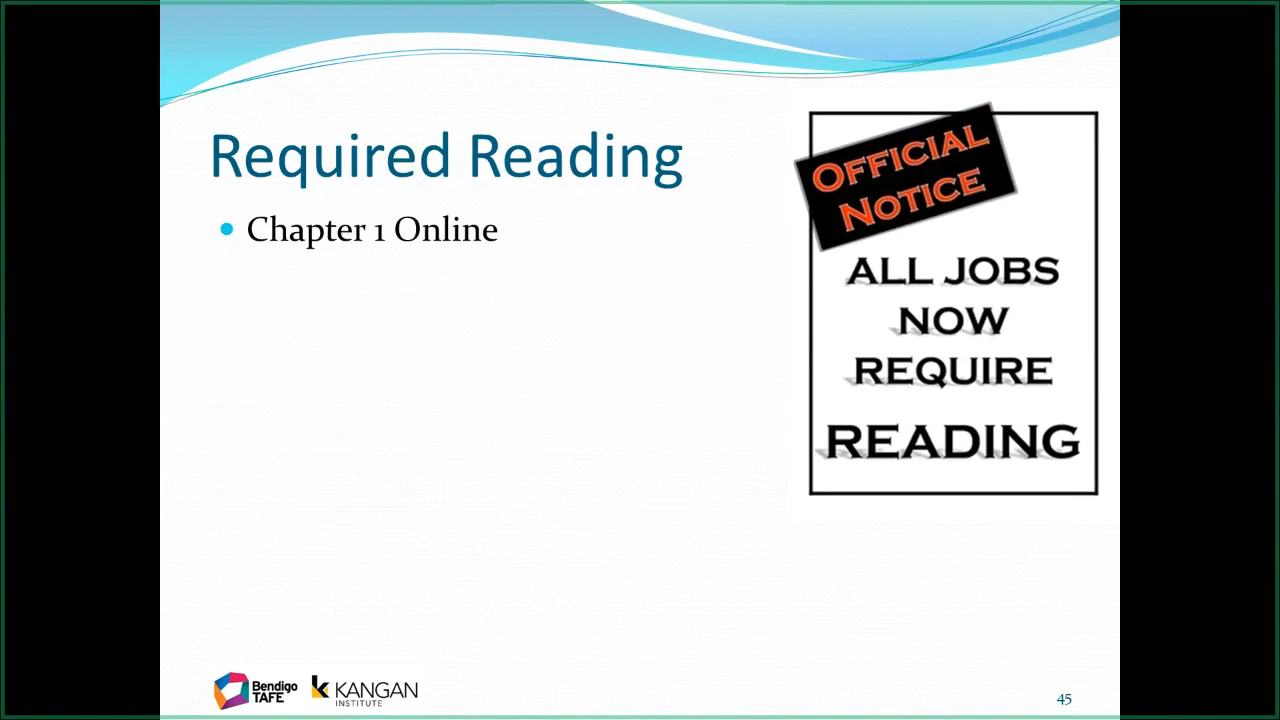 Required Reading
Chapter 1 Online
OFFICIAL
NOTICE
ALL JOBS
NOW
REQUIRE
READING
Bendigo
TAFE
KANGAN
INSTITUTE
45